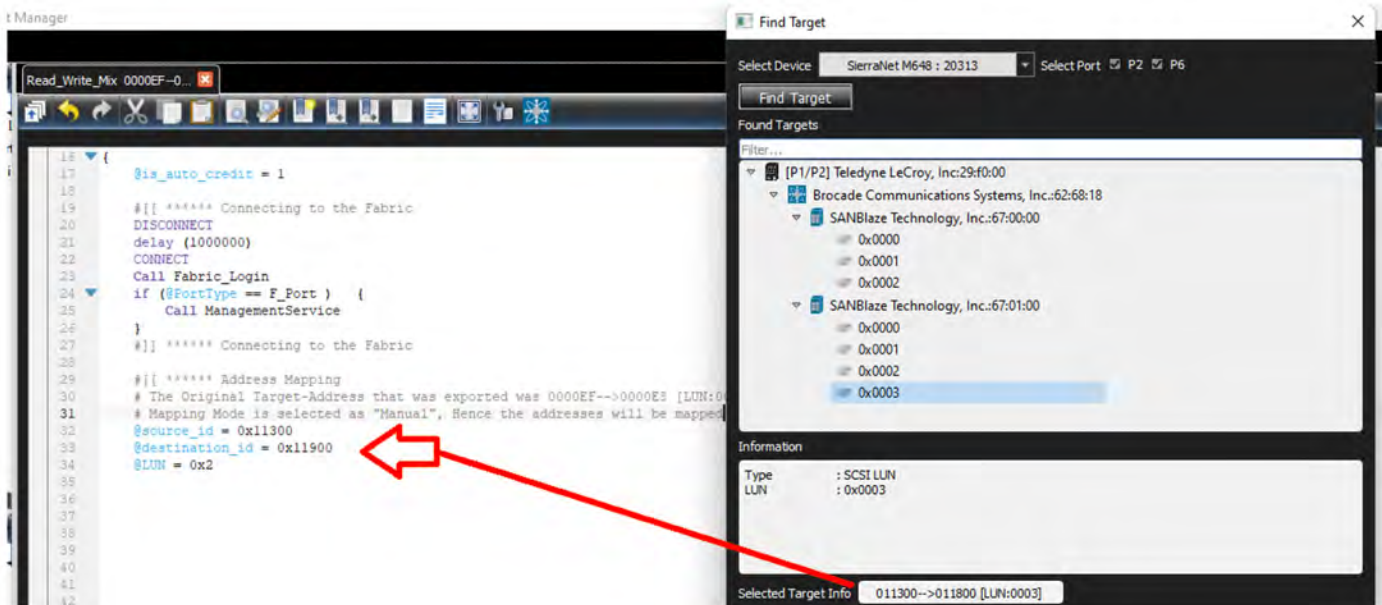 t Manager
Read_Write_Mix 0000EF--0...
16 {
17 @is_auto_credit = 1
18
19 #[[ ****** Connecting to the Fabric
20 DISCONNECT
21 delay (1000000)
22 CONNECT
23 Call Fabric_Login
24 if (@PortType == F_Port ) {
25 Call ManagementService
26 }
27 #]] ****** Connecting to the Fabric
28
29 #[[ ****** Address Mapping
30 # The Original Target-Address that was exported was 0000EF-->0000E5 [LUN:00
31 # Mapping Mode is selected as "Manual", Hence the addresses will be mapped
32 @source_id = 0x11300
33 @destination_id = 0x11900
34 @LUN = 0x2
35
36
37
38
39
40
41
42
Find Target
Select Device SierraNet M648 : 20313 Select Port P2 P6
Find Target
Found Targets
Filter...
[P1/P2] Teledyne LeCroy, Inc:29:f0:00
Brocade Communications Systems, Inc.:62:68:18
SANBlaze Technology, Inc.:67:00:00
0x0000
0x0001
0x0002
SANBlaze Technology, Inc.:67:01:00
0x0000
0x0001
0x0002
0x0003
Information
Type : SCSI LUN
LUN : 0x0003
Selected Target Info 011300-->011800 [LUN:0003]